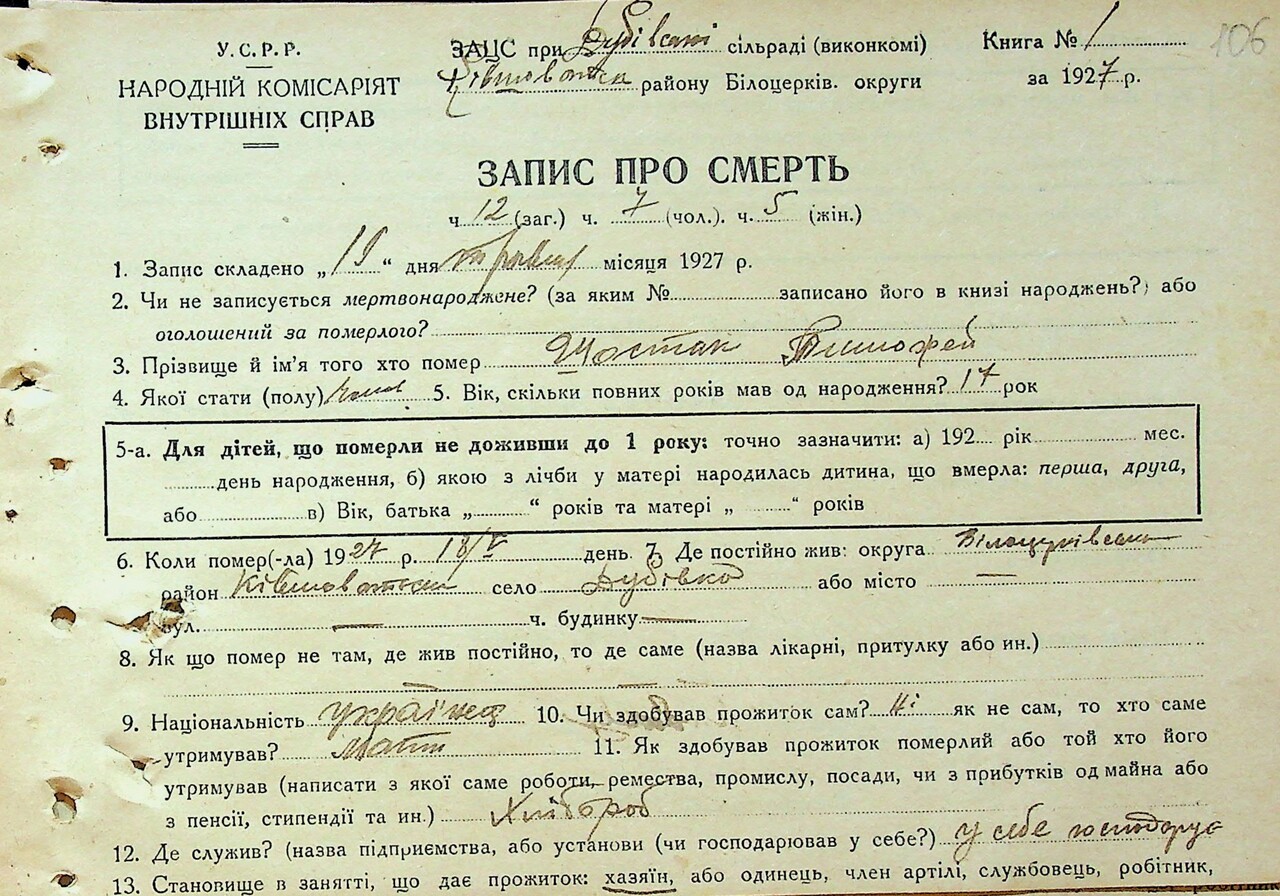 106
У.С.Р.Р.
НАРОДНІЙ КОМІСАРІЯТ
ВНУТРІШНІХ СПРАВ
ЗАЦС при Дубівській сільраді (виконкомі)
Ківшоватськ району Білоцерків. округи
Книга № 1
за 1927 р.
ЗАПИС ПРО СМЕРТЬ
ч. 12 (заг.) ч. 7 (чол.). ч. 5 (жін.)
1. Запис складено „19“ дня травня місяця 1927 р.
2. Чи не записується мертвонароджене? (за яким № записано його в книзі народжень?) або
оголошений за померлого?
3. Прізвище й ім'я того хто помер Шостак Тимофей
4. Якої стати (полу) 5. Вік, скільки повних років мав од народження? 17 рок
5-а. Для дітей, що померли не доживши до 1 року: точно зазначити: а) 192 рік мес.
день народження, б) якою з лічби у матері народилась дитина, що вмерла: перша, друга,
або в) Вік, батька „ “ років та матері „ “ років
6. Коли помер(-ла) 1927 р. 18/V день. 7. Де постійно жив: округа Білоцерківська
район Ківшоватськ село Дубівка або місто —
вул. — ч. будинку —
8. Як що помер не там, де жив постійно, то де саме (назва лікарні, притулку або ин.)
9. Національність українец 10. Чи здобував прожиток сам? Ні як не сам, то хто саме
утримував? мати 11. Як здобував прожиток померлий або той хто його
утримував (написати з якої саме роботи, ремества, промислу, посади, чи з прибутків од майна або
з пенсії, стипендії та ин.) Хлібороб
12. Де служив? (назва підприємства, або установи (чи господарював у себе?) у себе господарує
13. Становище в занятті, що дає прожиток: хазяїн, або одинець, член артілі, службовець, робітник,